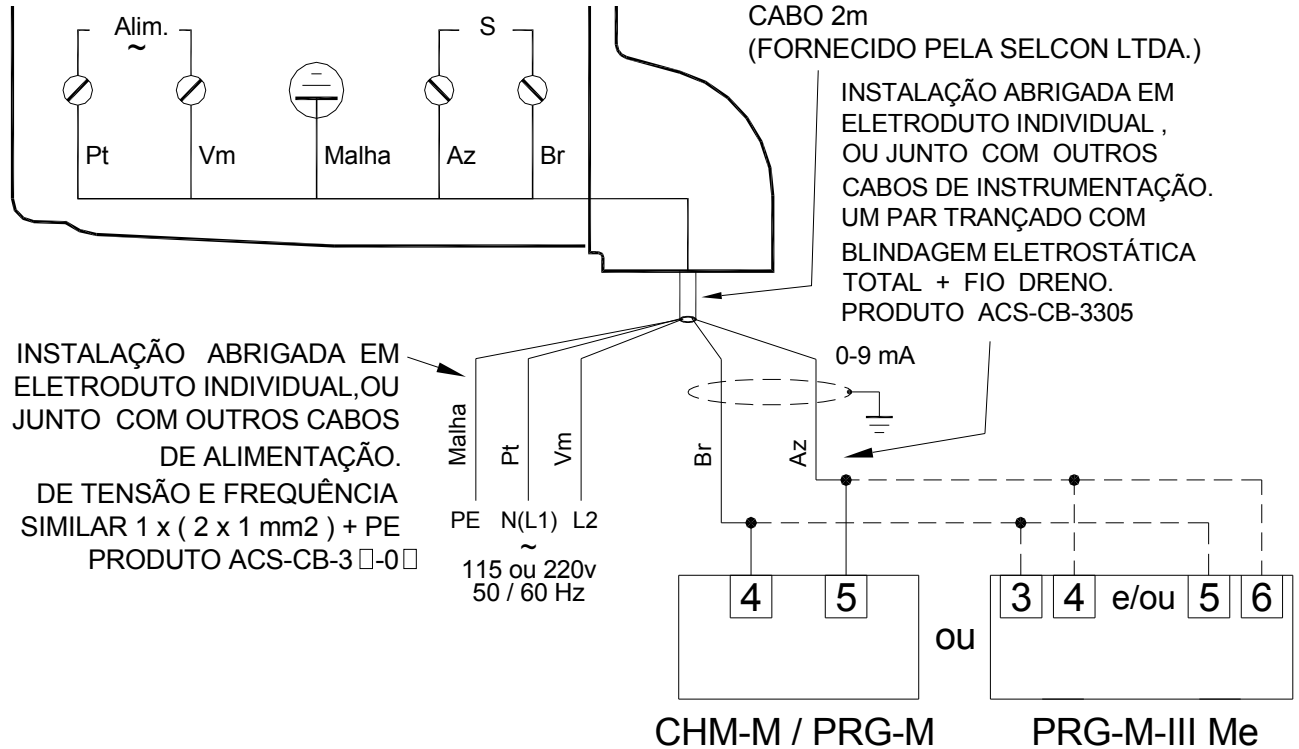 Alim.
~
S
Pt
Vm
Malha
Az
Br
CABO 2m
(FORNECIDO PELA SELCON LTDA.)
INSTALAÇÃO ABRIGADA EM
ELETRODUTO INDIVIDUAL ,
OU JUNTO COM OUTROS
CABOS DE INSTRUMENTAÇÃO.
UM PAR TRANÇADO COM
BLINDAGEM ELETROSTÁTICA
TOTAL + FIO DRENO.
PRODUTO ACS-CB-3305
INSTALAÇÃO ABRIGADA EM
ELETRODUTO INDIVIDUAL,OU
JUNTO COM OUTROS CABOS
DE ALIMENTAÇÃO.
DE TENSÃO E FREQUÊNCIA
SIMILAR 1 x ( 2 x 1 mm2 ) + PE
PRODUTO ACS-CB-3 □-0 □
Malha
Pt
Vm
PE N(L1) L2
~
115 ou 220v
50 / 60 Hz
0-9 mA
Br
Az
4 5
ou
3 4 e/ou 5 6
CHM-M / PRG-M
PRG-M-III Me